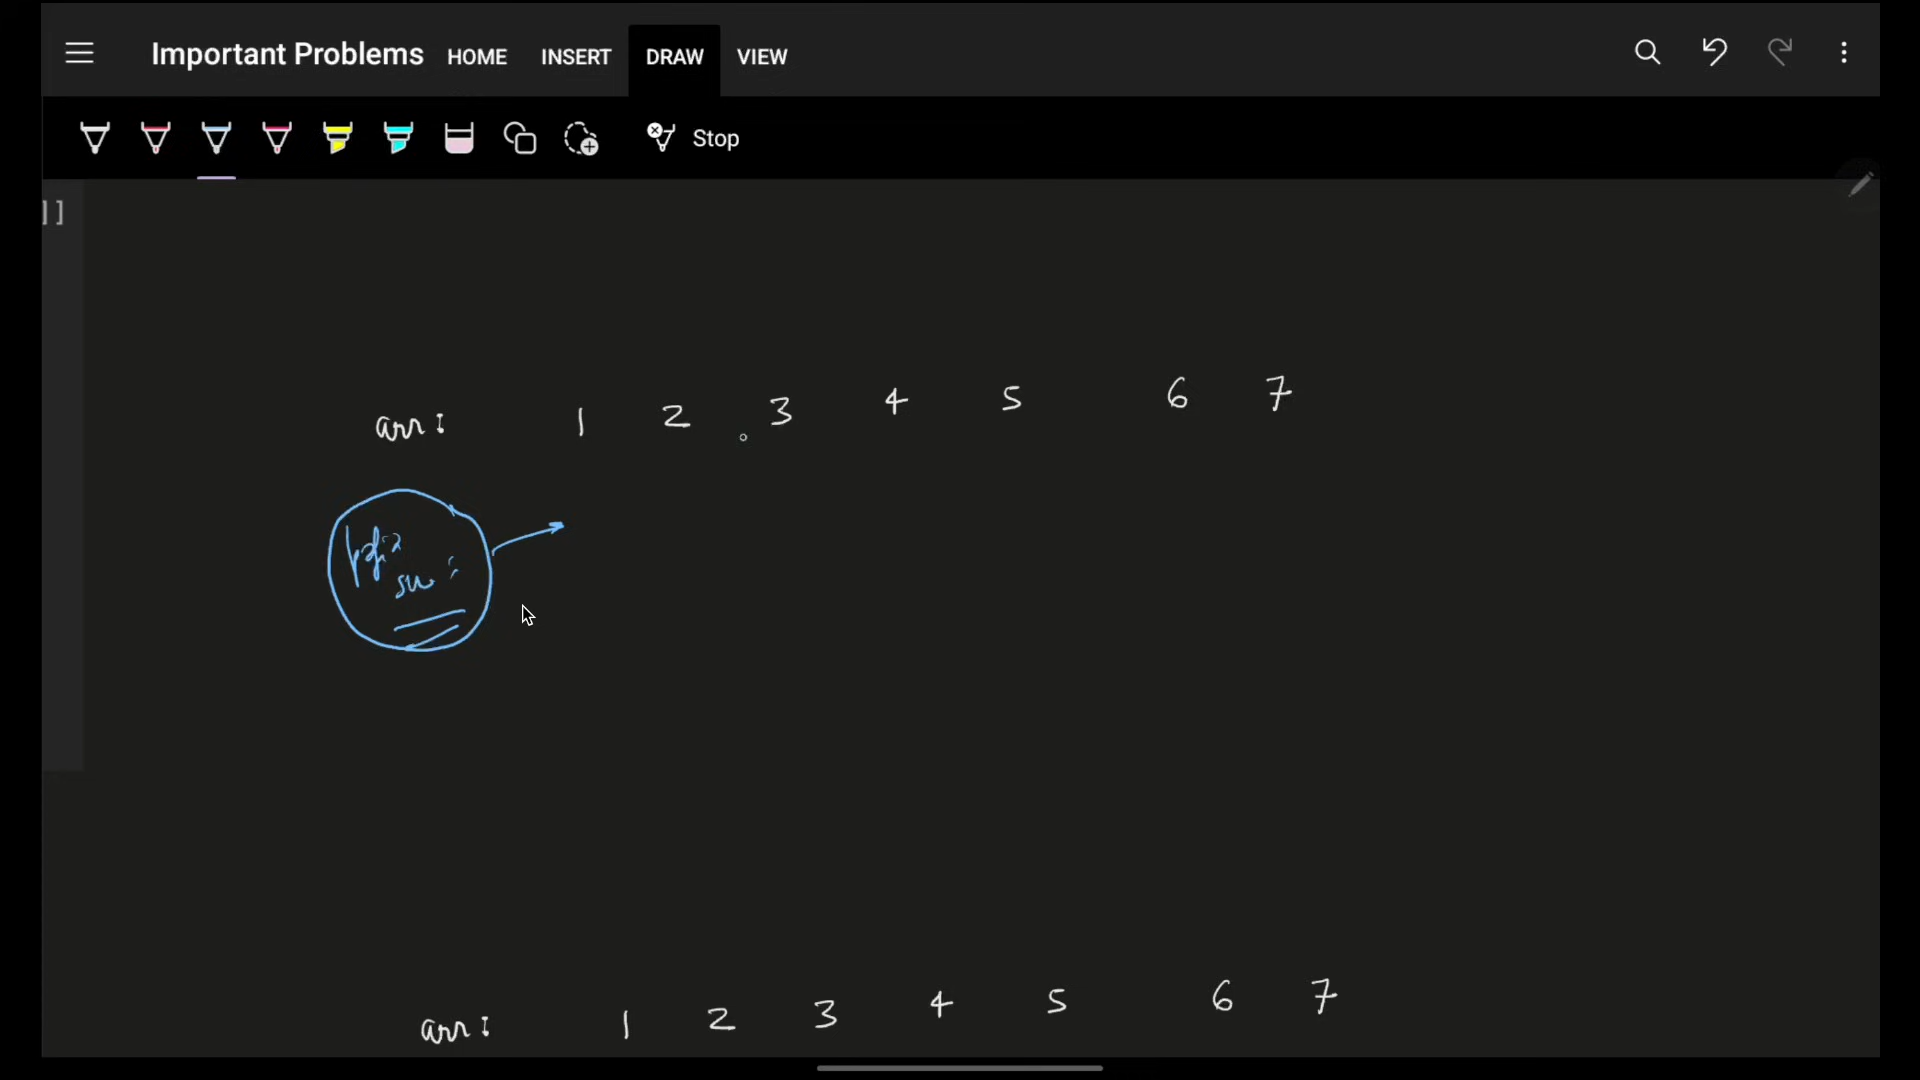 Important Problems HOME INSERT DRAW VIEW
Stop
]]
arr: 1 2 3 4 5 6 7
su :
arr: 1 2 3 4 5 6 7